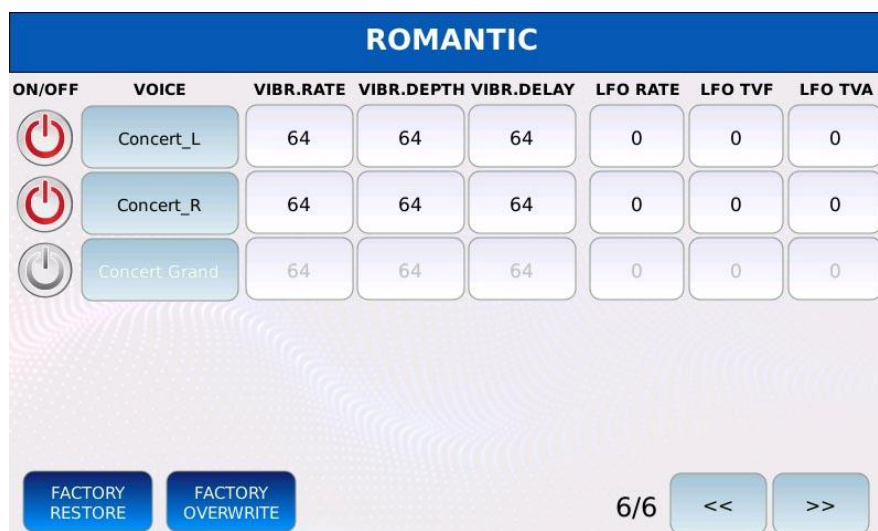 ROMANTIC
ON/OFF VOICE VIBR.RATE VIBR.DEPTH VIBR.DELAY LFO RATE LFO TVF LFO TVA
Concert_L 64 64 64 0 0 0
Concert_R 64 64 64 0 0 0
Concert Grand 64 64 64 0 0 0
FACTORY RESTORE FACTORY OVERWRITE 6/6 << >>